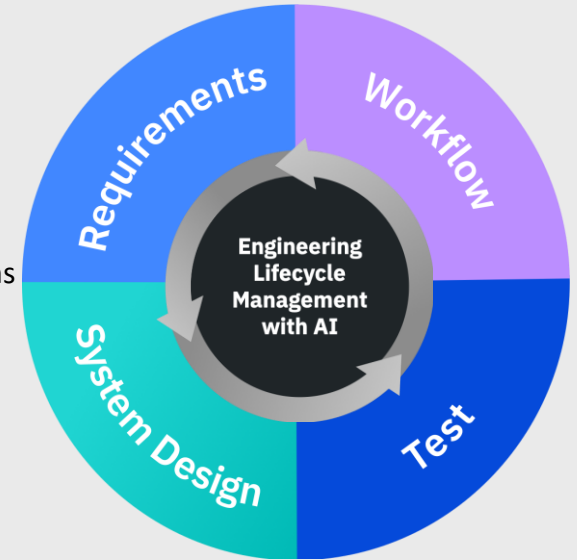 Requirements
Workflow
Engineering
Lifecycle
Management
with AI
System Design
Test